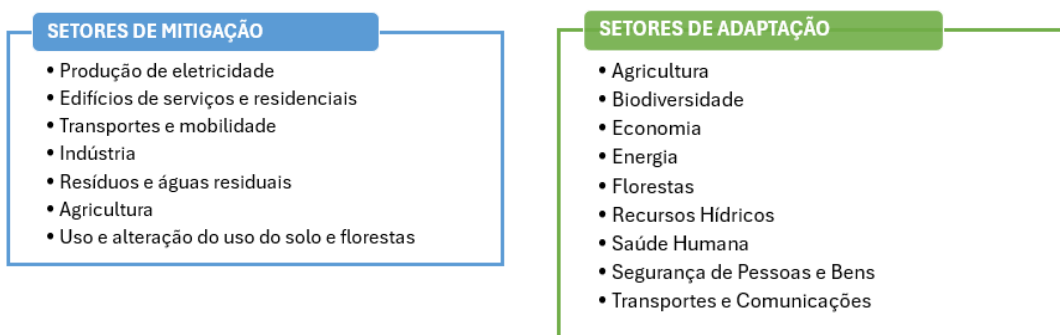 SETORES DE MITIGAÇÃO
• Produção de eletricidade
• Edifícios de serviços e residenciais
• Transportes e mobilidade
• Indústria
• Resíduos e águas residuais
• Agricultura
• Uso e alteração do uso do solo e florestas
SETORES DE ADAPTAÇÃO
• Agricultura
• Biodiversidade
• Economia
• Energia
• Florestas
• Recursos Hídricos
• Saúde Humana
• Segurança de Pessoas e Bens
• Transportes e Comunicações